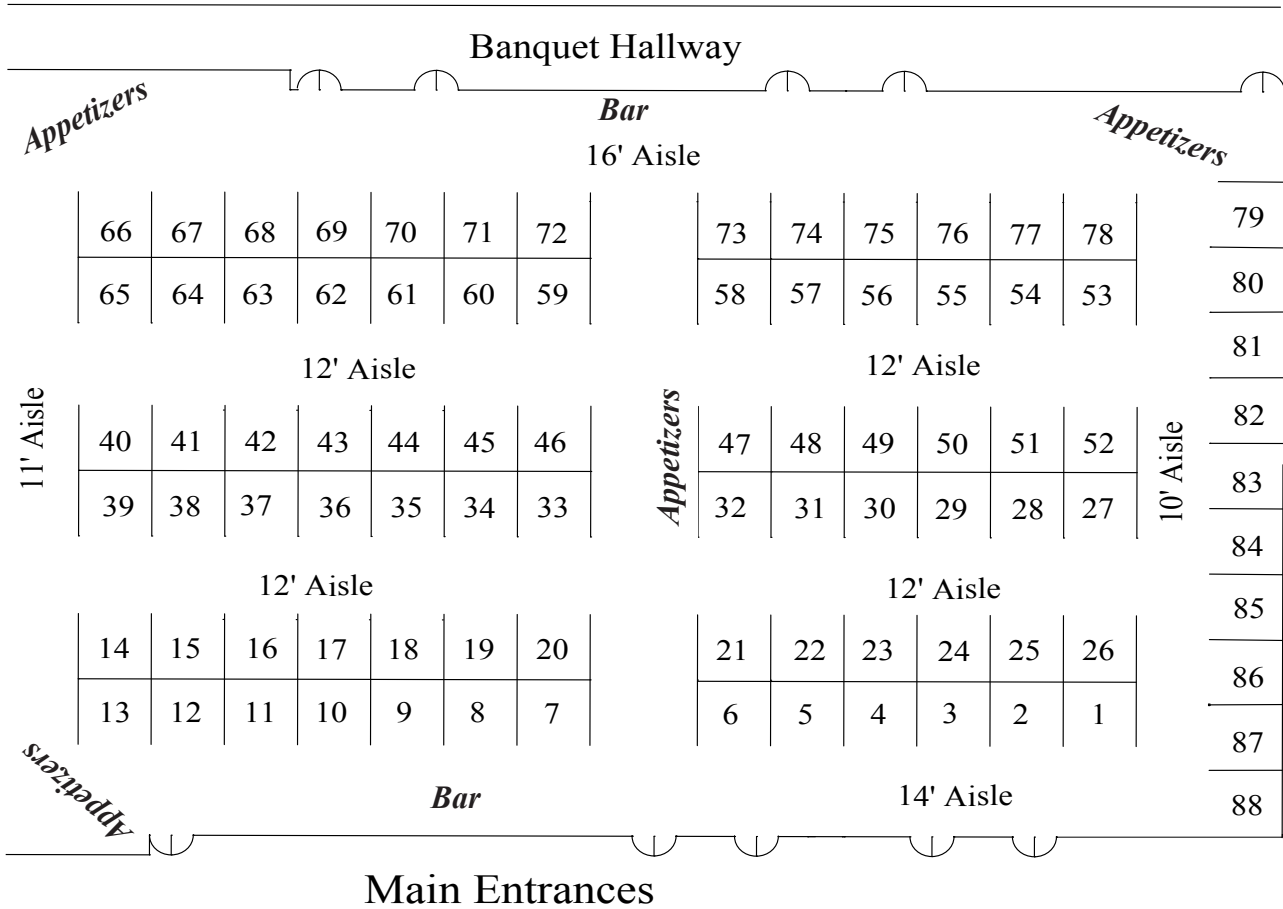 Banquet Hallway
Appetizers
Bar
Appetizers
16' Aisle
66 67 68 69 70 71 72 73 74 75 76 77 78 79
65 64 63 62 61 60 59 58 57 56 55 54 53 80
81
12' Aisle 12' Aisle
11' Aisle
Appetizers
10' Aisle
82
40 41 42 43 44 45 46 47 48 49 50 51 52
83
39 38 37 36 35 34 33 32 31 30 29 28 27
84
12' Aisle 12' Aisle
85
14 15 16 17 18 19 20 21 22 23 24 25 26
86
13 12 11 10 9 8 7 6 5 4 3 2 1
87
Appetizers
Bar
14' Aisle
88
Main Entrances